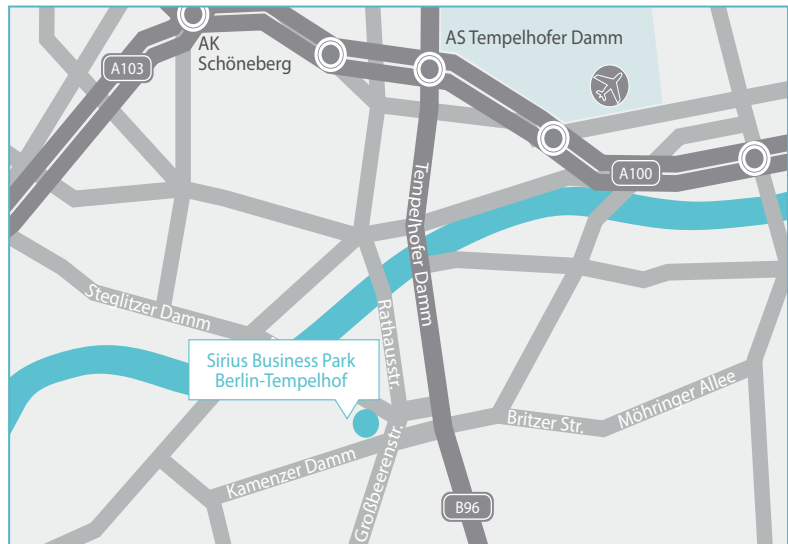 AK
Schöneberg
AS Tempelhofer Damm
A103
A100
Tempelhofer Damm
Steglitzer Damm
Rathausstr.
Sirius Business Park
Berlin-Tempelhof
Möhringer Allee
Britzer Str.
Kamenzer Damm
Großbeerenstr.
B96